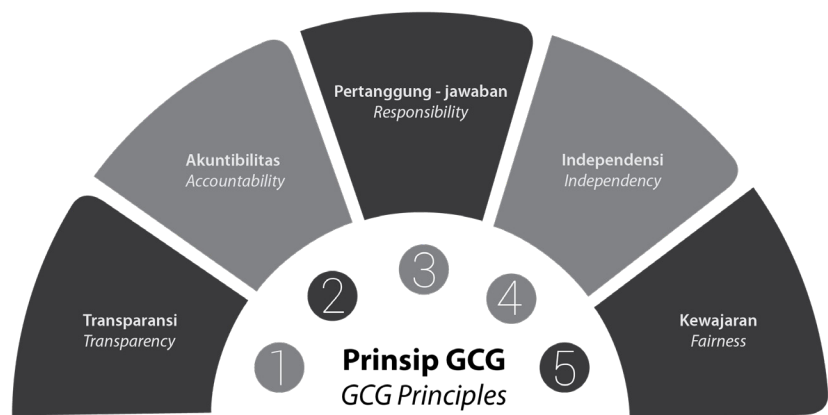 Transparansi
Transparency
Akuntibilitas
Accountability
Pertanggung - jawaban
Responsibility
Independensi
Independency
Kewajaran
Fairness
1
2
3
4
5
Prinsip GCG
GCG Principles